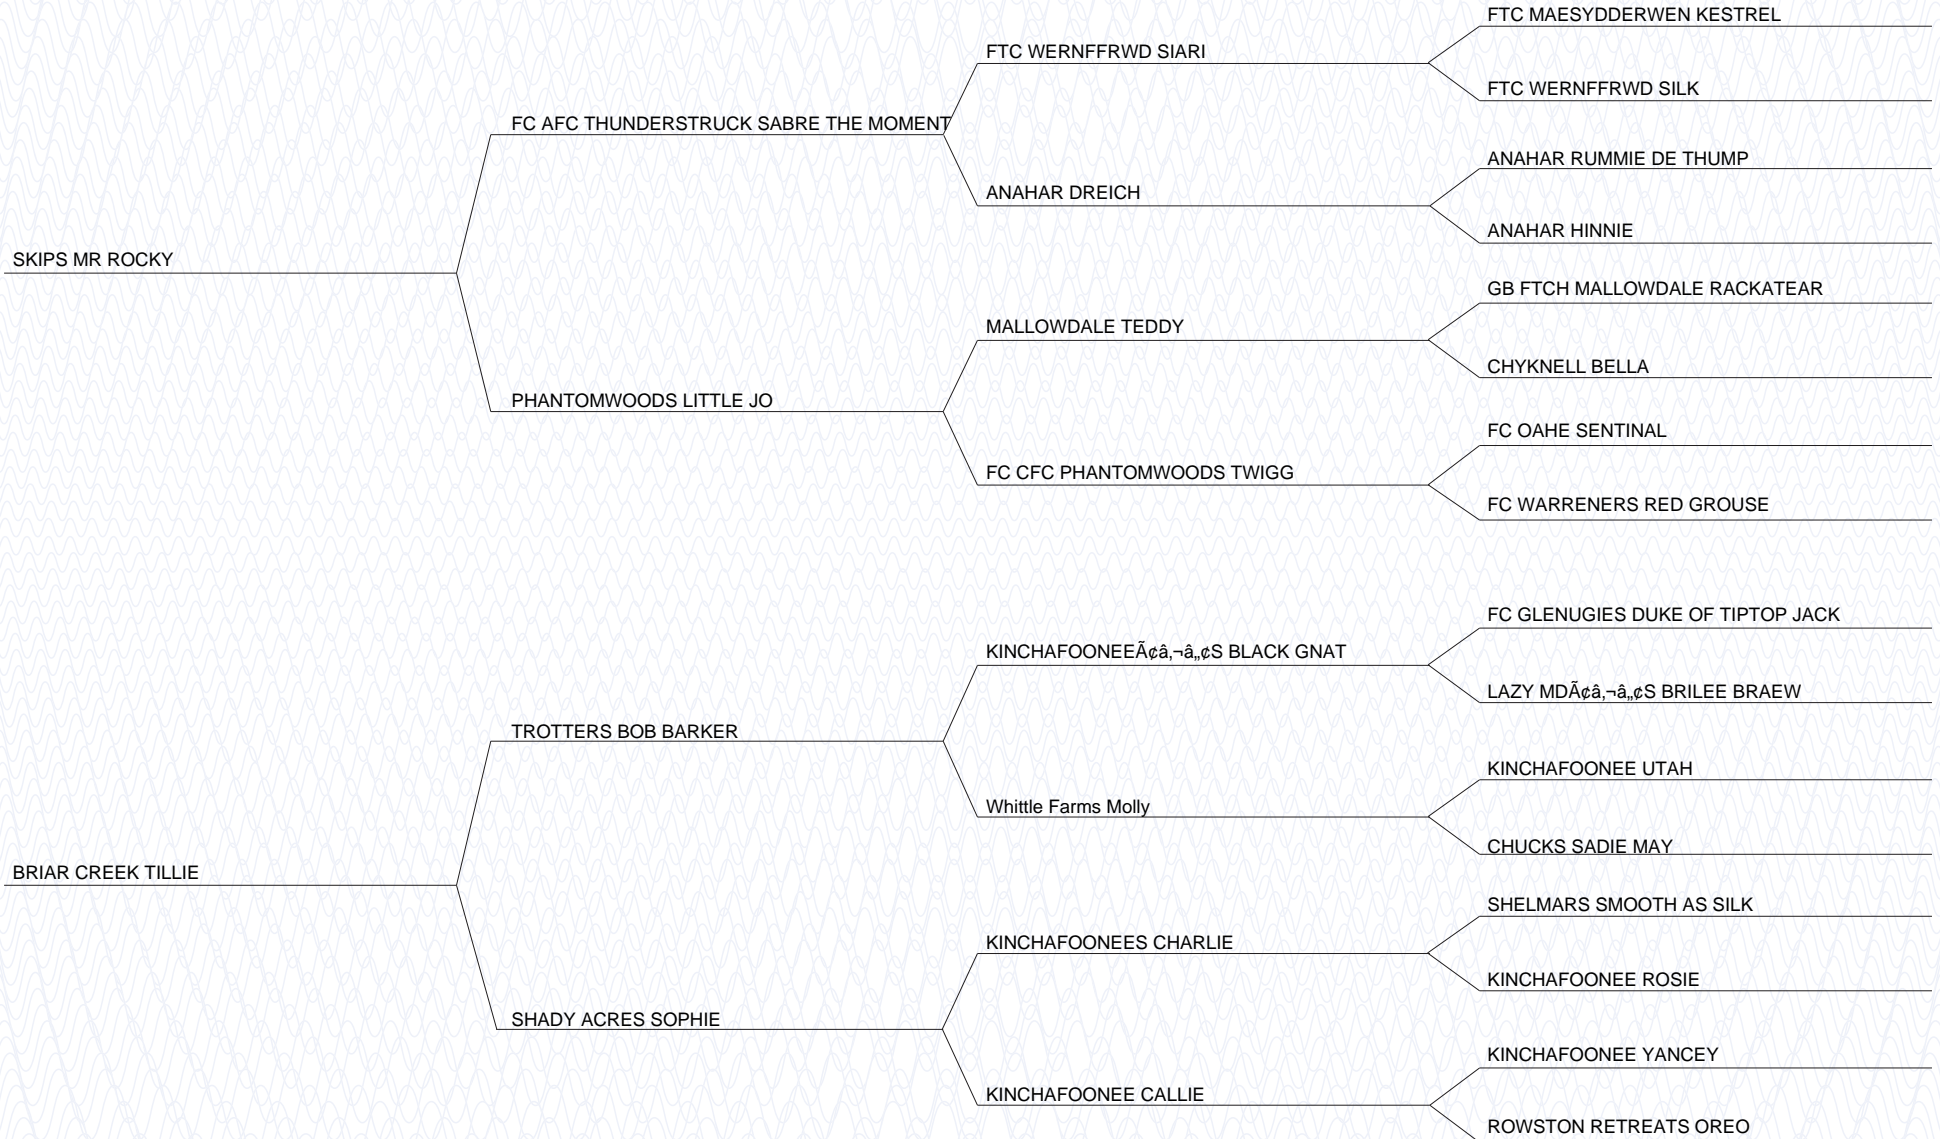 FTC MAESYDDERWEN KESTREL
FTC WERNFFRWD SIARI
FTC WERNFFRWD SILK
FC AFC THUNDERSTRUCK SABRE THE MOMENT
ANAHAR RUMMIE DE THUMP
ANAHAR DREICH
ANAHAR HINNIE
SKIPS MR ROCKY
GB FTCH MALLOWDALE RACKATEAR
MALLOWDALE TEDDY
CHYKNELL BELLA
PHANTOMWOODS LITTLE JO
FC OAHE SENTINAL
FC CFC PHANTOMWOODS TWIGG
FC WARRENERS RED GROUSE
FC GLENUGIES DUKE OF TIPTOP JACK
KINCHAFOONEEÃ¢â‚¬â„¢S BLACK GNAT
LAZY MDÃ¢â‚¬â„¢S BRILEE BRAEW
TROTTERS BOB BARKER
KINCHAFOONEE UTAH
Whittle Farms Molly
CHUCKS SADIE MAY
BRIAR CREEK TILLIE
SHELMARS SMOOTH AS SILK
KINCHAFOONEES CHARLIE
KINCHAFOONEE ROSIE
SHADY ACRES SOPHIE
KINCHAFOONEE YANCEY
KINCHAFOONEE CALLIE
ROWSTON RETREATS OREO